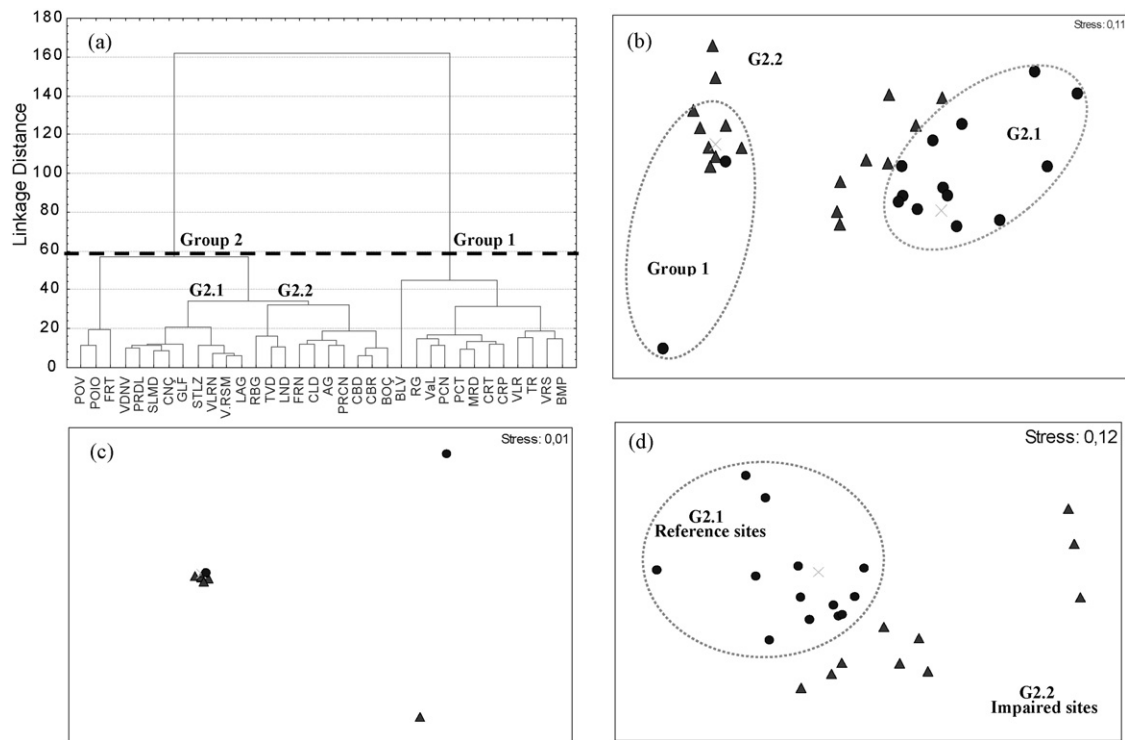 (a)
Linkage Distance
180
160
140
120
100
80
60
40
20
0
Group 2
Group 1
G2.1
G2.2
POV
POIO
FRT
VDNV
PRDL
SLMD
CNÇ
GLF
STLZ
VLRN
V.RSM
LAG
RBG
TVD
LND
FRN
CLD
AG
PRCN
CBD
CBR
BOÇ
BLV
RG
VaL
PCN
PCT
MRD
CRT
CRP
VLR
TR
VRS
BMP
(b)
Stress: 0,11
G2.2
G2.1
Group 1
(c)
Stress: 0,01
(d)
Stress: 0,12
G2.1
Reference sites
G2.2
Impaired sites